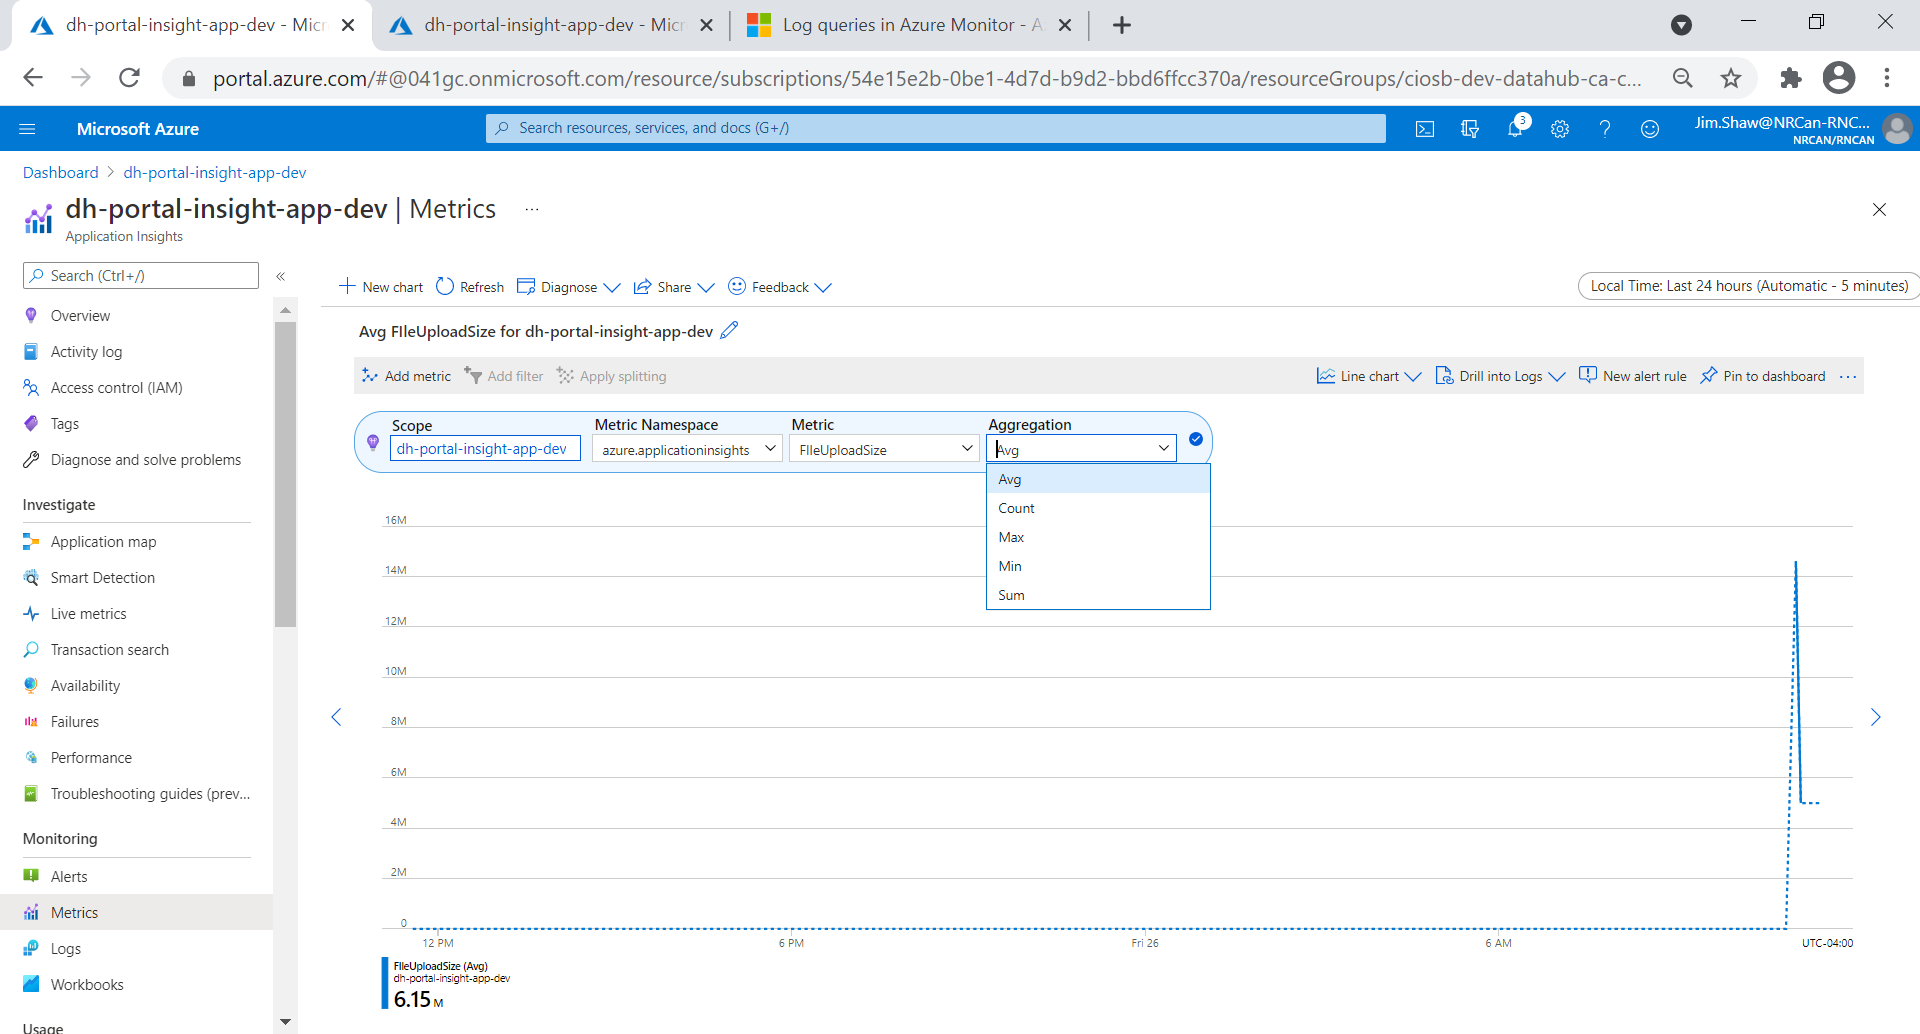 dh-portal-insight-app-dev - Metri
dh-portal-insight-app-dev - Metri
Log queries in Azure Monitor - A
portal.azure.com/#@041gc.onmicrosoft.com/resource/subscriptions/54e15e2b-0be1-4d7d-b9d2-bbd6ffcc370a/resourceGroups/ciosb-dev-datahub-ca-c...
Microsoft Azure
Search resources, services, and docs (G+/)
3
Jim.Shaw@NRCan-RNC...
NRCAN/RNCAN
Dashboard > dh-portal-insight-app-dev
dh-portal-insight-app-dev | Metrics ...
Application Insights
Search (Ctrl+/)
«
Overview
Activity log
Access control (IAM)
Tags
Diagnose and solve problems
Investigate
Application map
Smart Detection
Live metrics
Transaction search
Availability
Failures
Performance
Troubleshooting guides (prev...
Monitoring
Alerts
Metrics
Logs
Workbooks
Usage
New chart
Refresh
Diagnose
Share
Feedback
Local Time: Last 24 hours (Automatic - 5 minutes)
Avg FIleUploadSize for dh-portal-insight-app-dev
Add metric
Add filter
Apply splitting
Line chart
Drill into Logs
New alert rule
Pin to dashboard
...
Scope
dh-portal-insight-app-dev
Metric Namespace
azure.applicationinsights
Metric
FIleUploadSize
Aggregation
Avg
Avg
Count
Max
Min
Sum
16M
14M
12M
10M
8M
6M
4M
2M
0
12 PM
6 PM
Fri 26
6 AM
UTC-04:00
FIleUploadSize (Avg)
dh-portal-insight-app-dev
6.15 M